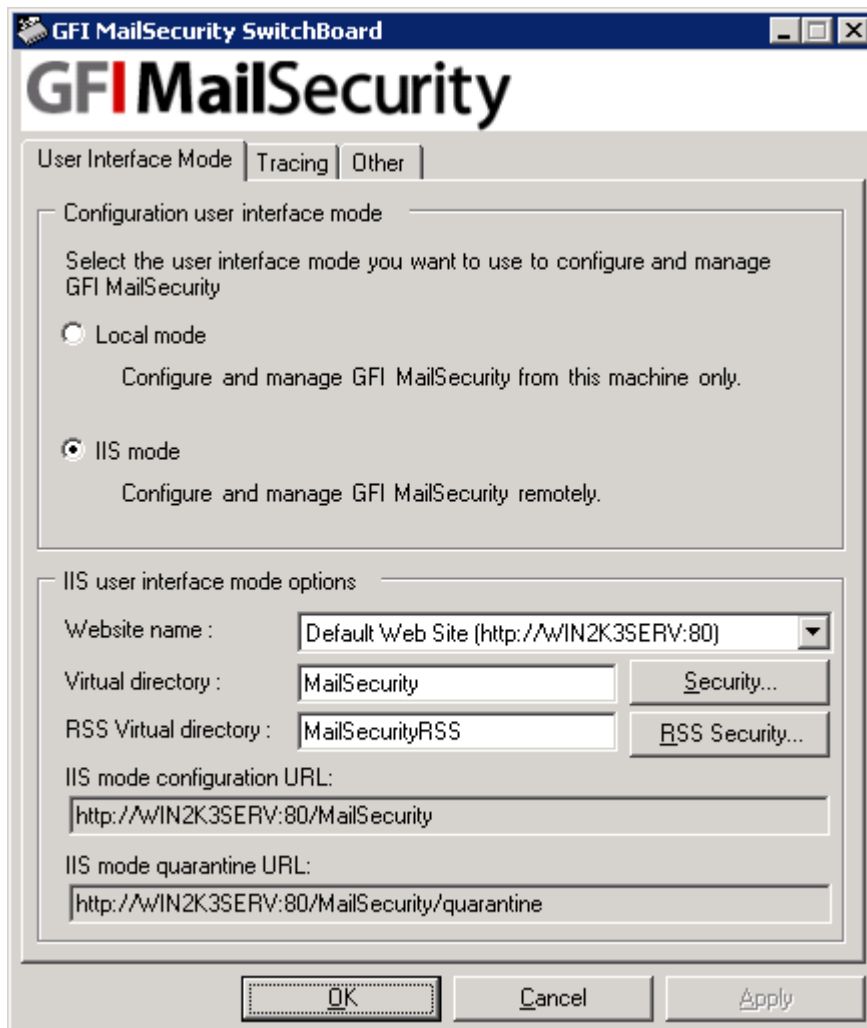 GFI MailSecurity SwitchBoard
GFI MailSecurity
User Interface Mode
Tracing
Other
Configuration user interface mode
Select the user interface mode you want to use to configure and manage
GFI MailSecurity
Local mode
Configure and manage GFI MailSecurity from this machine only.
IIS mode
Configure and manage GFI MailSecurity remotely.
IIS user interface mode options
Website name :
Default Web Site (http://WIN2K3SERV:80)
Virtual directory :
MailSecurity
Security...
RSS Virtual directory :
MailSecurityRSS
RSS Security...
IIS mode configuration URL:
http://WIN2K3SERV:80/MailSecurity
IIS mode quarantine URL:
http://WIN2K3SERV:80/MailSecurity/quarantine
OK
Cancel
Apply